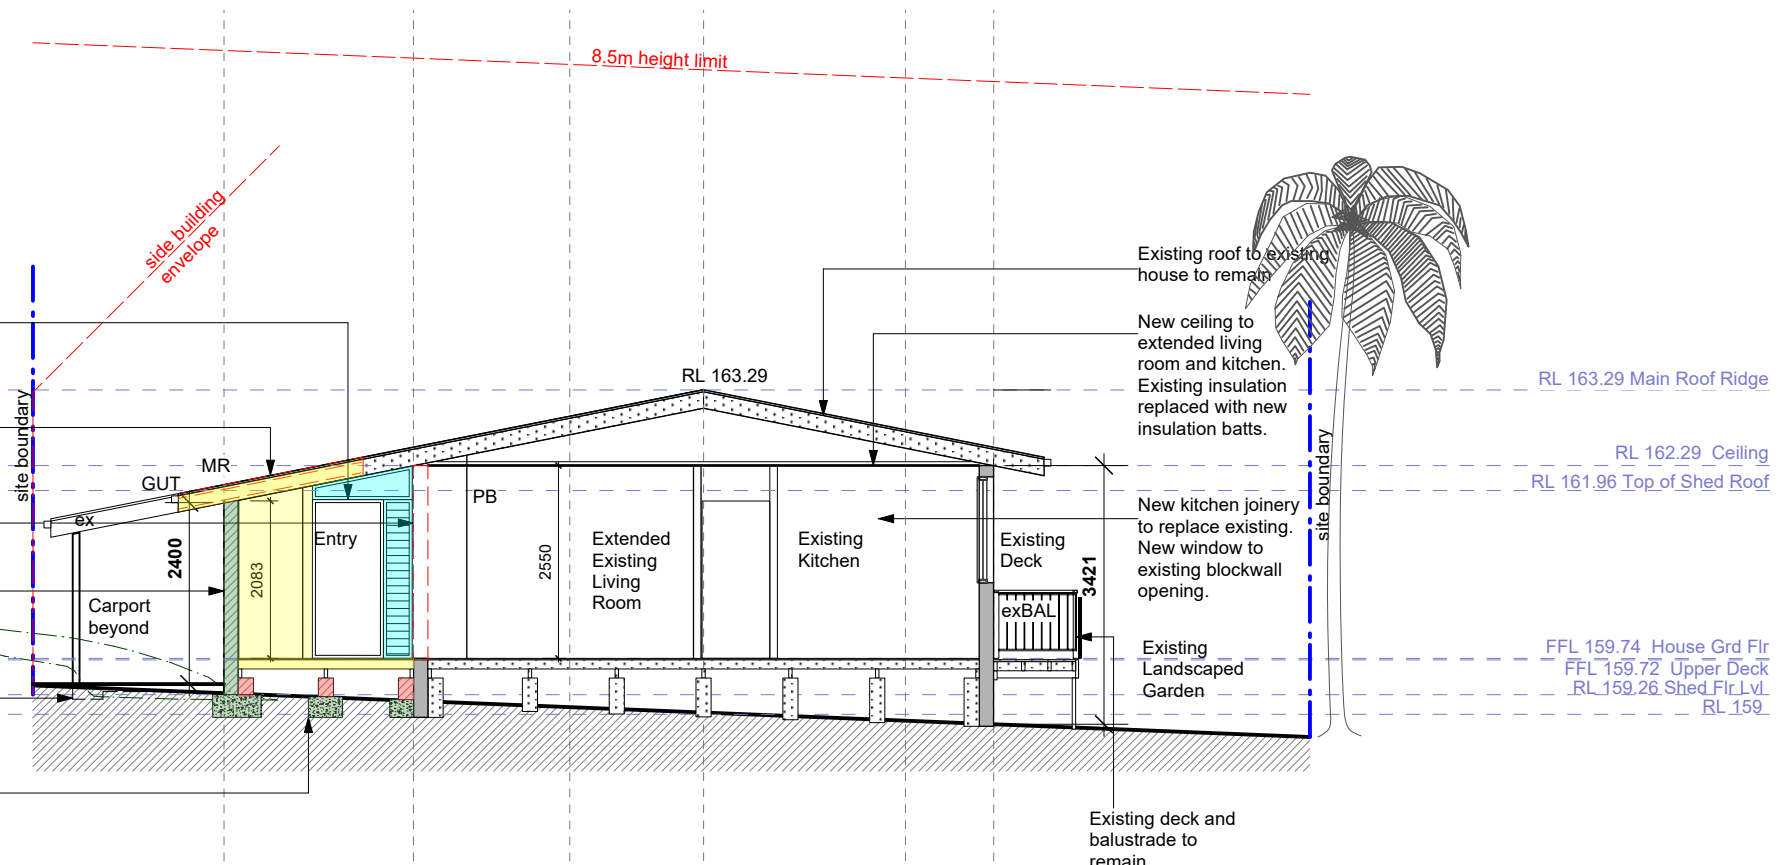 8.5m height limit
side building
envelope
Existing roof to existing
house to remain
New ceiling to
extended living
room and kitchen.
Existing insulation
replaced with new
insulation batts.
RL 163.29
RL 163.29 Main Roof Ridge
site boundary
MR
GUT
ex
PB
RL 162.29 Ceiling
RL 161.96 Top of Shed Roof
New kitchen joinery
to replace existing.
New window to
existing blockwall
opening.
site boundary
Entry
2400
2083
2550
Extended
Existing
Living
Room
Existing
Kitchen
Existing
Deck
3421
Carport
beyond
exBAL
Existing
Landscaped
Garden
FFL 159.74 House Grd Flr
FFL 159.72 Upper Deck
RL 159.26 Shed Flr Lvl
RL 159
Existing deck and
balustrade to
remain